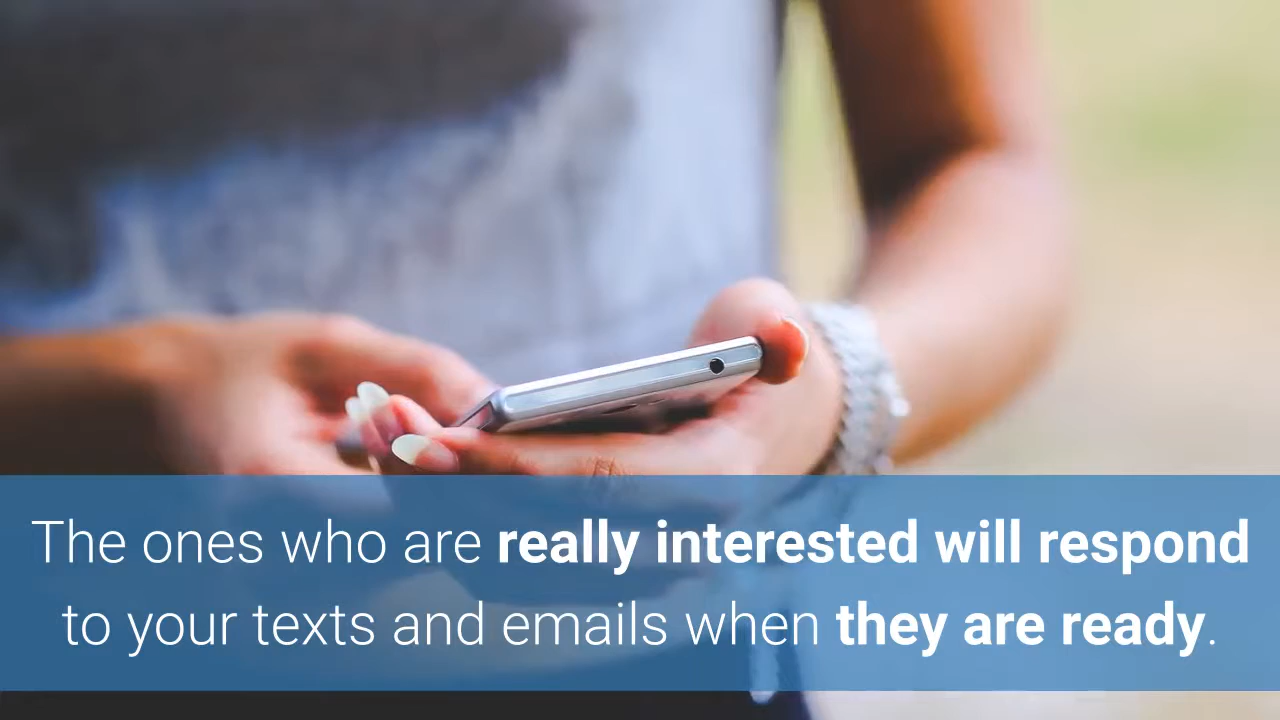 The ones who are really interested will respond
to your texts and emails when they are ready.